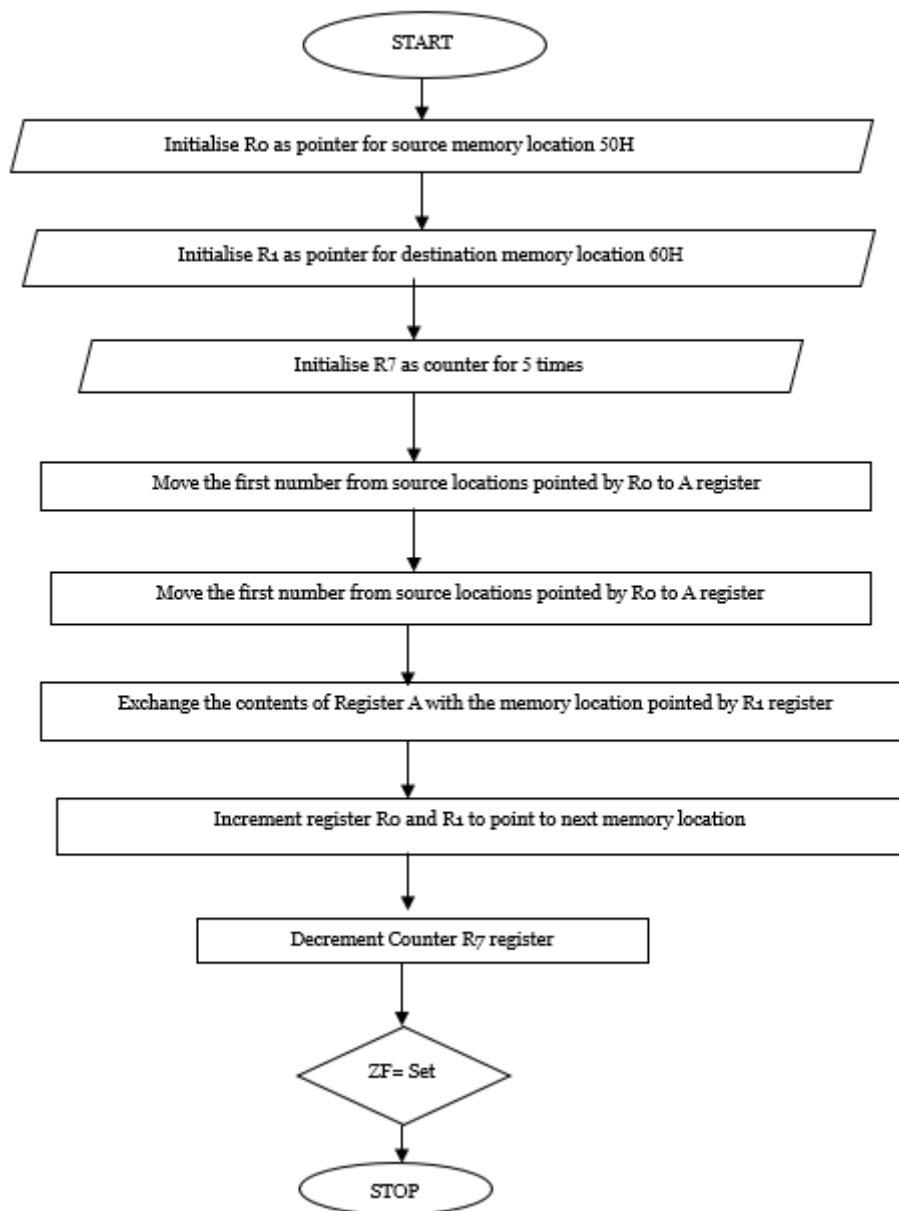 START
Initialise R0 as pointer for source memory location 50H
Initialise R1 as pointer for destination memory location 60H
Initialise R7 as counter for 5 times
Move the first number from source locations pointed by R0 to A register
Move the first number from source locations pointed by R0 to A register
Exchange the contents of Register A with the memory location pointed by R1 register
Increment register R0 and R1 to point to next memory location
Decrement Counter R7 register
ZF= Set
STOP